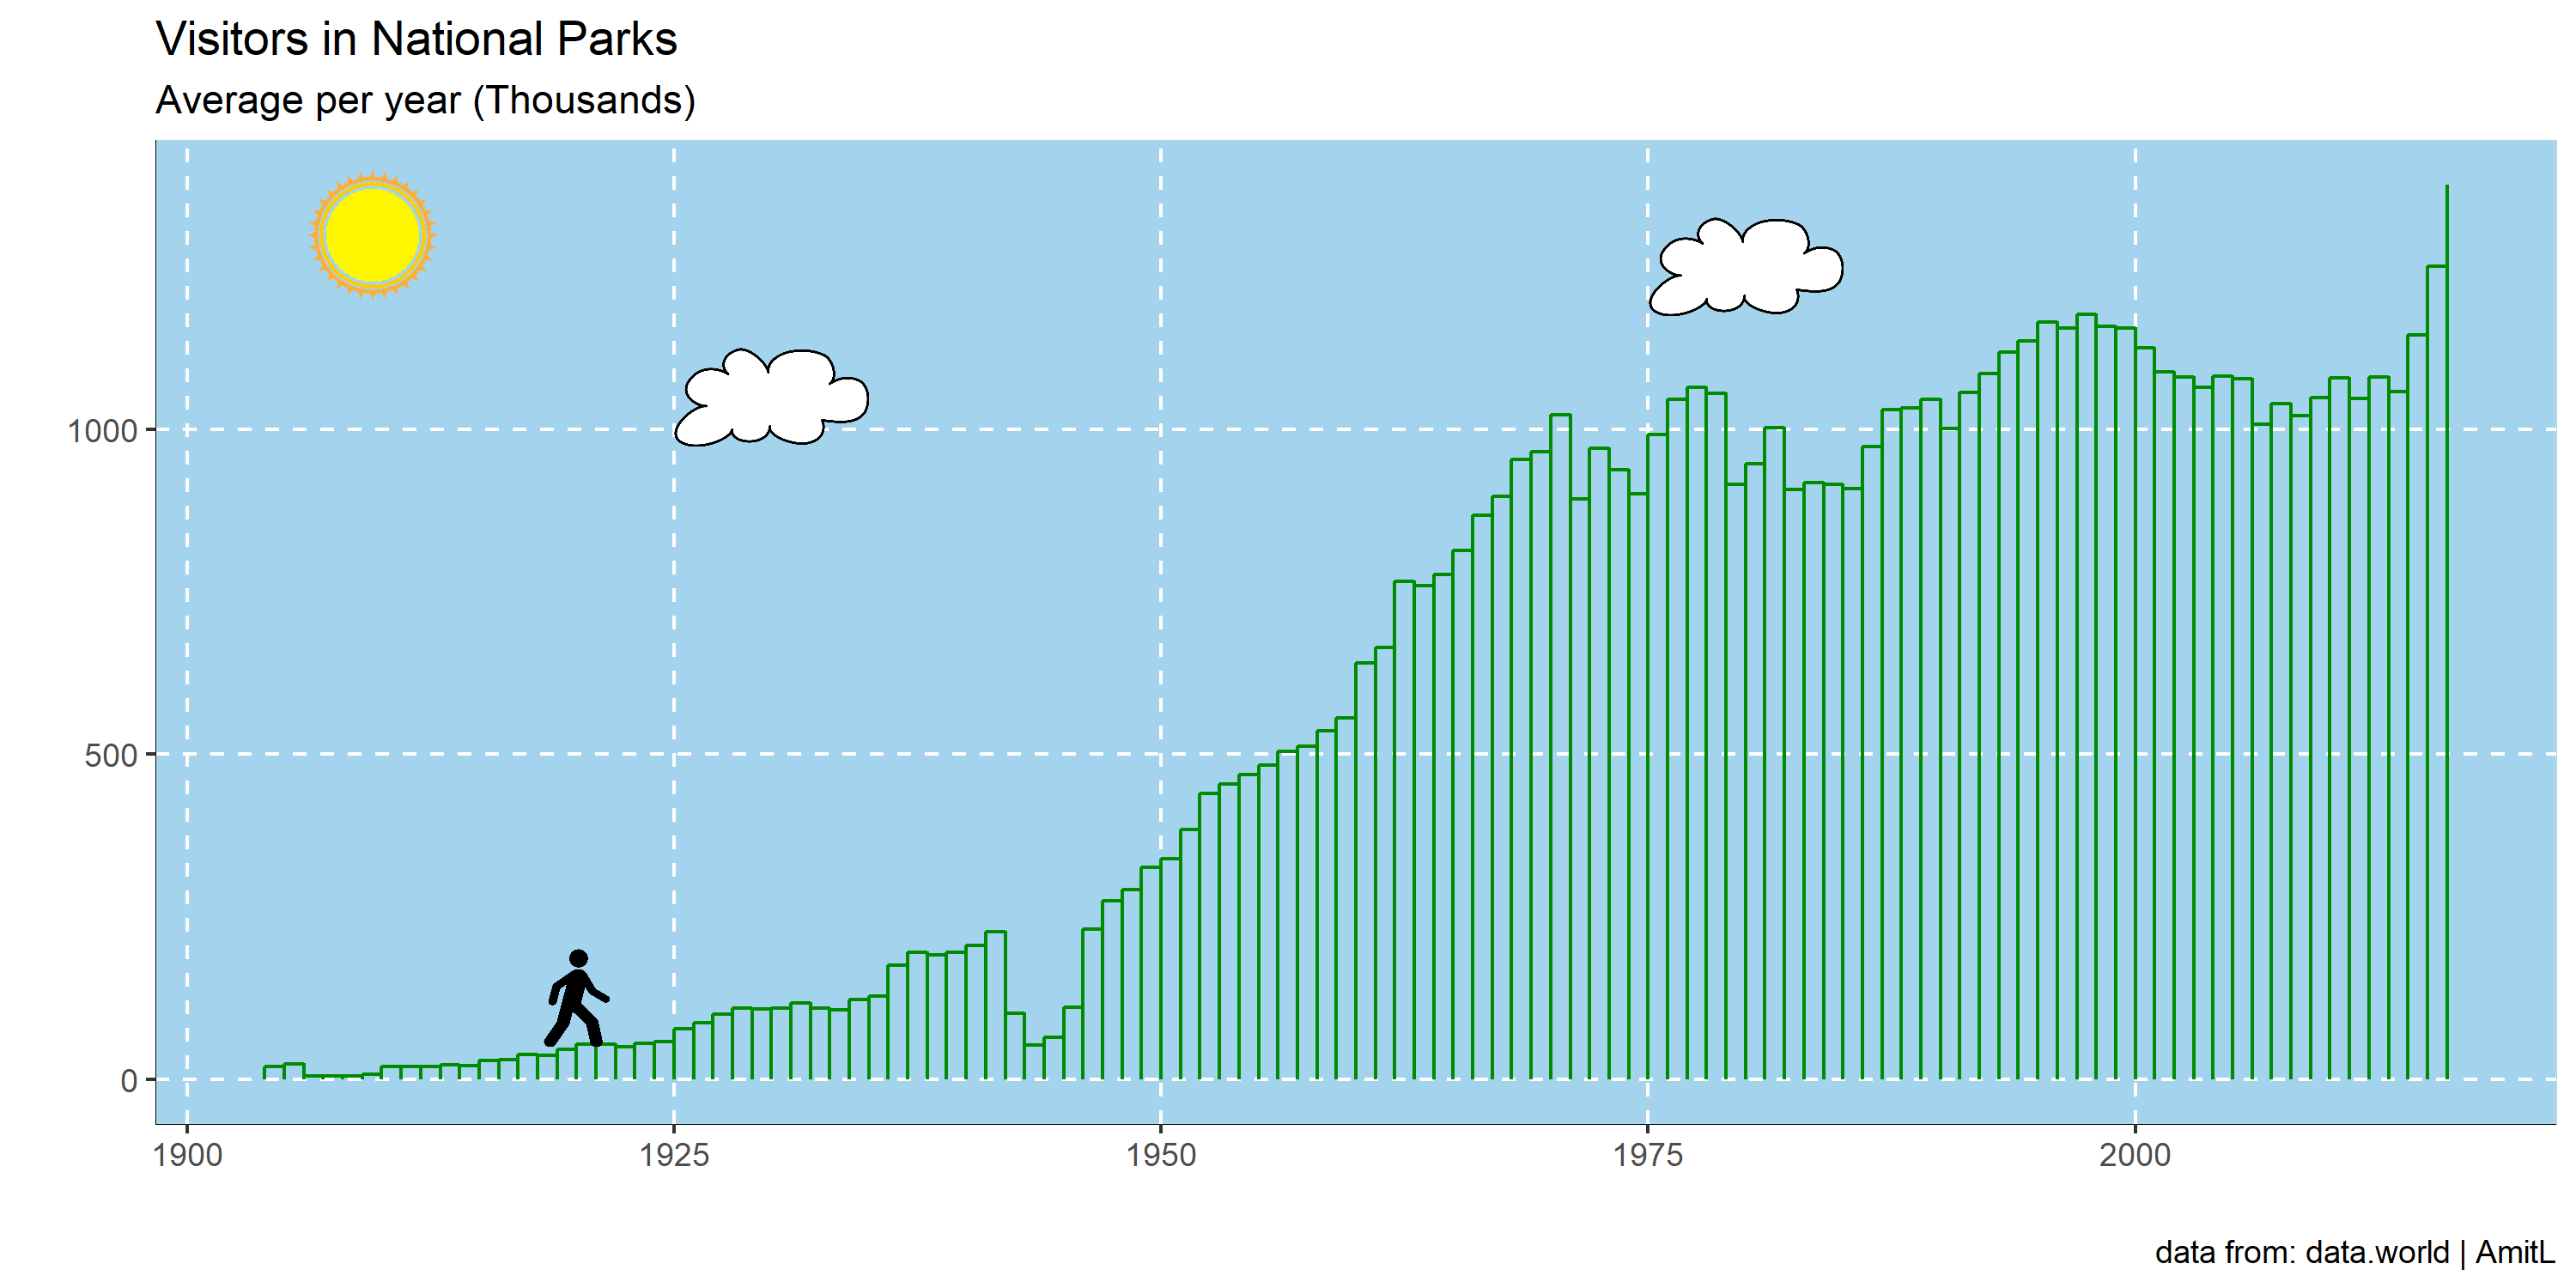 Visitors in National Parks
Average per year (Thousands)
1000
500
0
1900 1925 1950 1975 2000
data from: data.world | AmitL